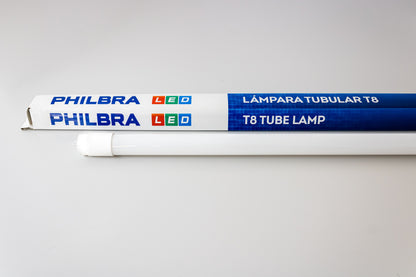 PHILBRA LED LÁMPARA TUBULAR T8
PHILBRA LED T8 TUBE LAMP